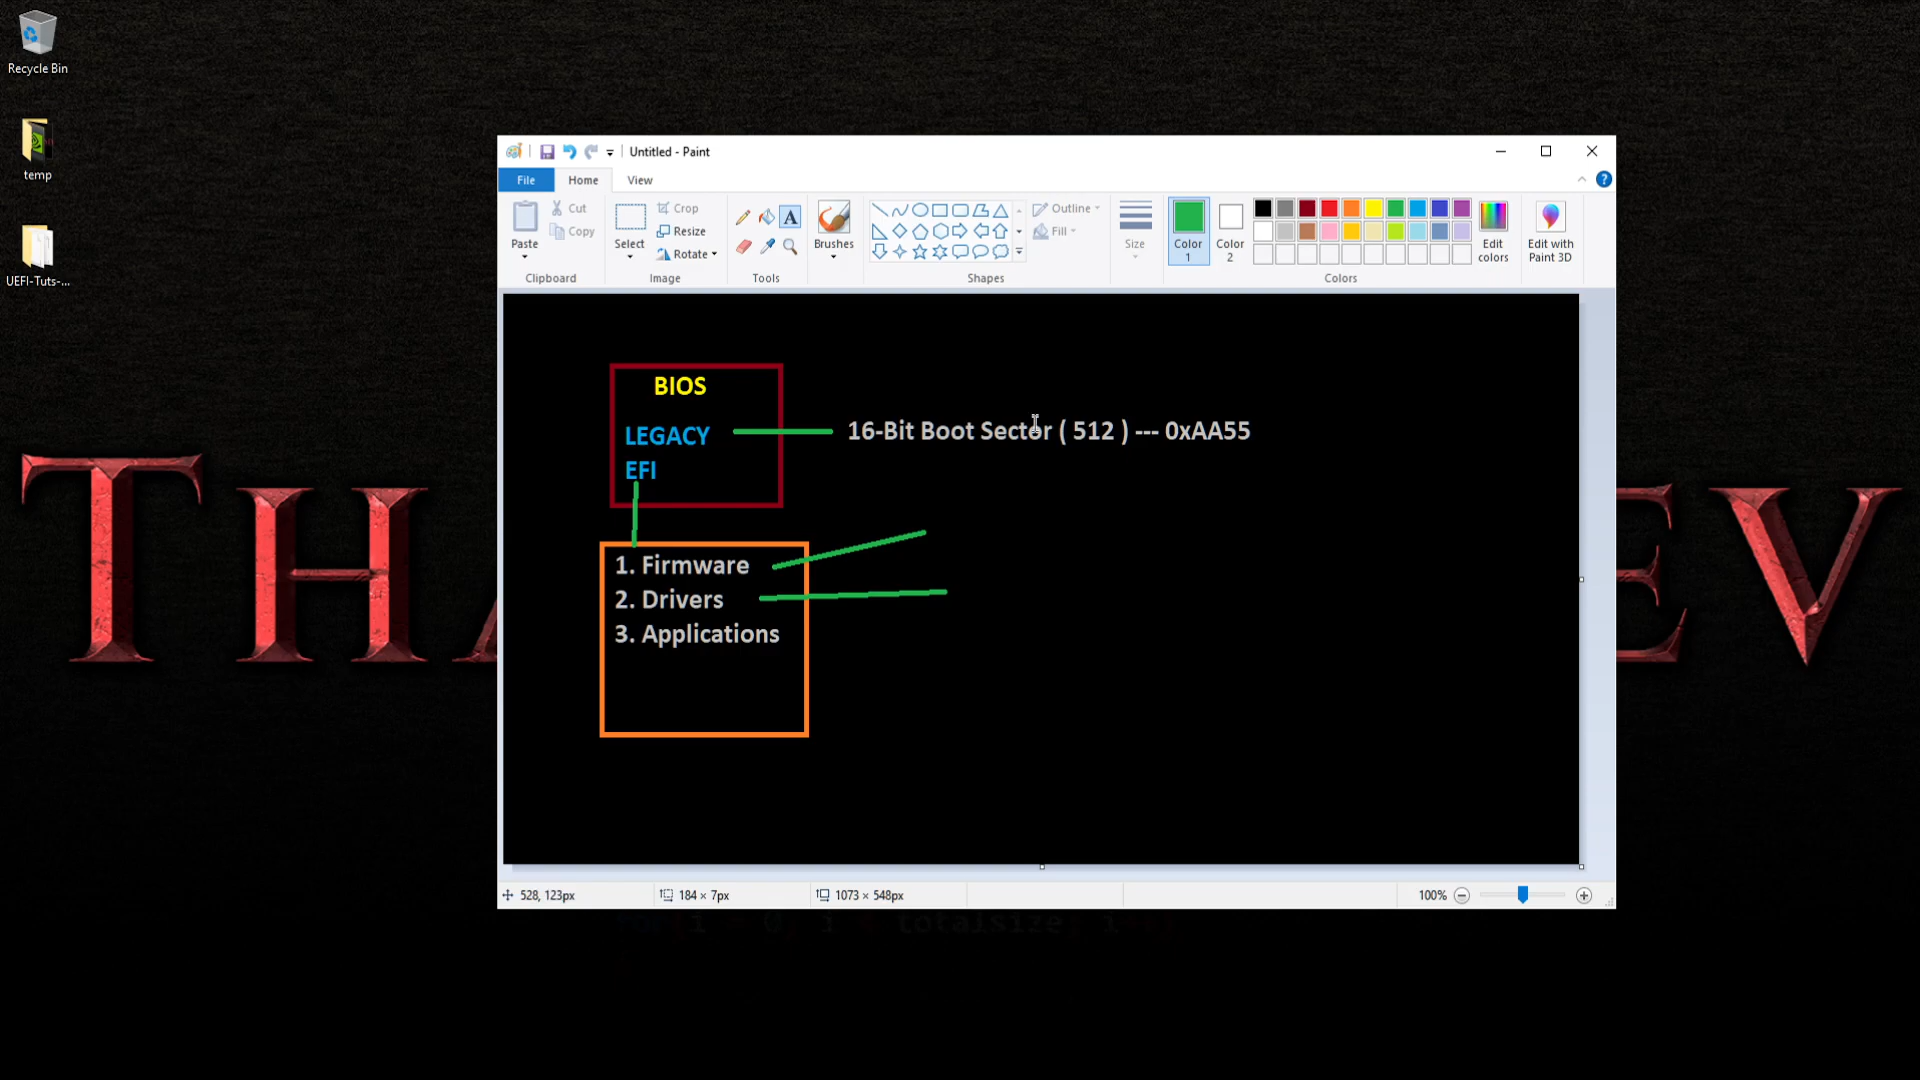 Recycle Bin
temp
UEFI-Tuts-...
Untitled - Paint
File Home View
Paste
Cut
Copy
Clipboard
Select
Crop
Resize
Rotate
Image
Tools
Brushes
Shapes
Outline
Fill
Size
Color 1
Color 2
Edit colors
Colors
Edit with Paint 3D
BIOS
LEGACY
EFI
16-Bit Boot Sector ( 512 ) --- 0xAA55
1. Firmware
2. Drivers
3. Applications
528, 123px
184 × 7px
1073 × 548px
100%
TH
EV
totalsize;